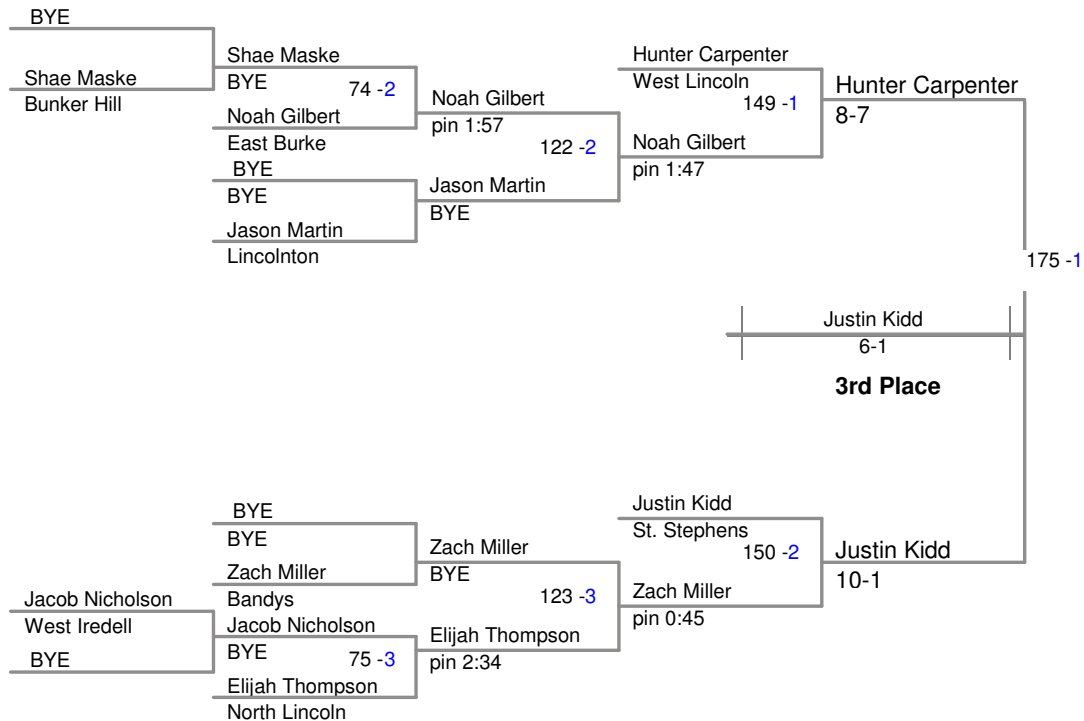 BYE
Shae Maske
Bunker Hill
Shae Maske
BYE
74 -2
Noah Gilbert
East Burke
BYE
BYE
Jason Martin
Lincolnton
Noah Gilbert
pin 1:57
122 -2
Jason Martin
BYE
Hunter Carpenter
West Lincoln
149 -1
Noah Gilbert
pin 1:47
Hunter Carpenter
8-7
175 -1
Justin Kidd
6-1
3rd Place
BYE
BYE
Zach Miller
Bandys
Jacob Nicholson
West Iredell
BYE
Jacob Nicholson
BYE
75 -3
Elijah Thompson
North Lincoln
Zach Miller
BYE
123 -3
Elijah Thompson
pin 2:34
Justin Kidd
St. Stephens
150 -2
Zach Miller
pin 0:45
Justin Kidd
10-1